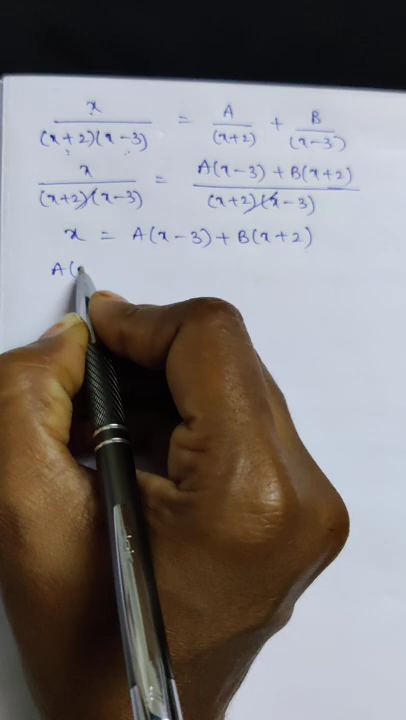 x/((x+2)(x-3)) = A/(x+2) + B/(x-3)
x/((x+2)(x-3)) = (A(x-3)+B(x+2))/((x+2)(x-3))
x = A(x-3)+B(x+2)
A(